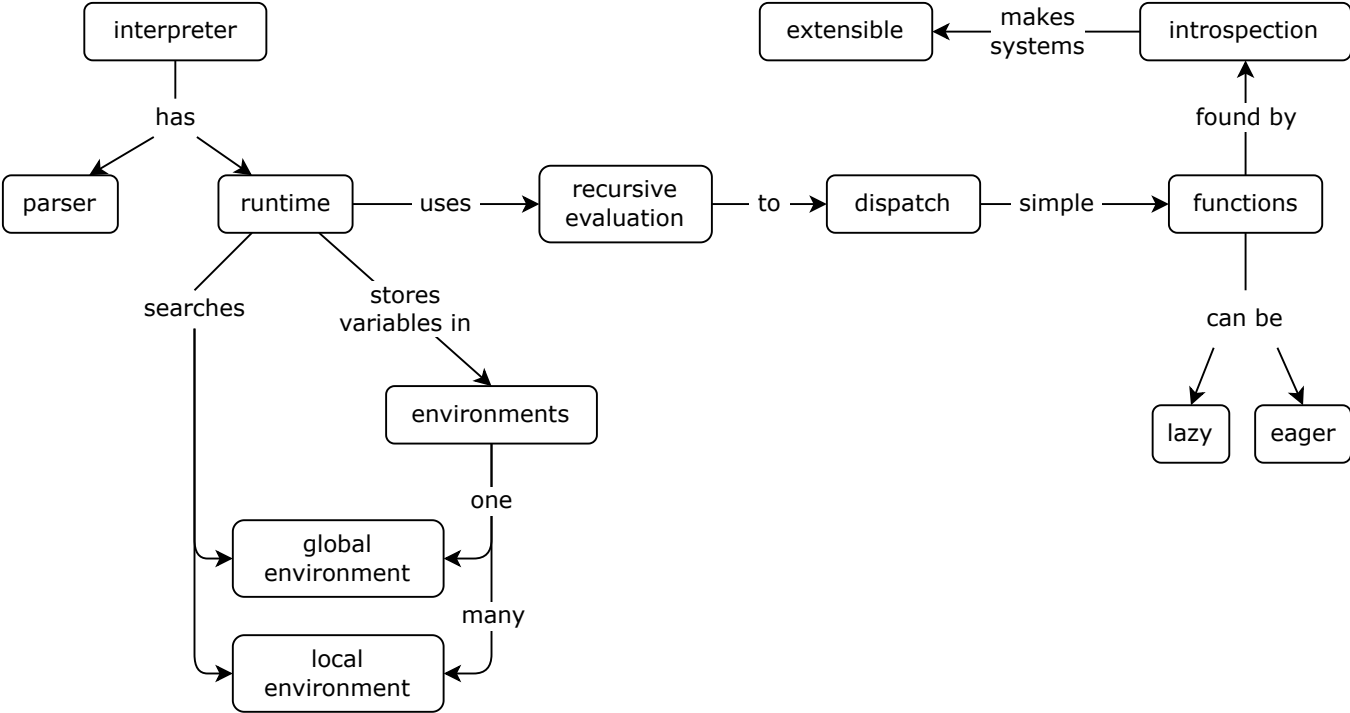 interpreter
extensible
makes
systems
introspection
has
found by
parser
runtime
uses
recursive
evaluation
to
dispatch
simple
functions
searches
stores
variables in
can be
environments
lazy
eager
one
global
environment
many
local
environment